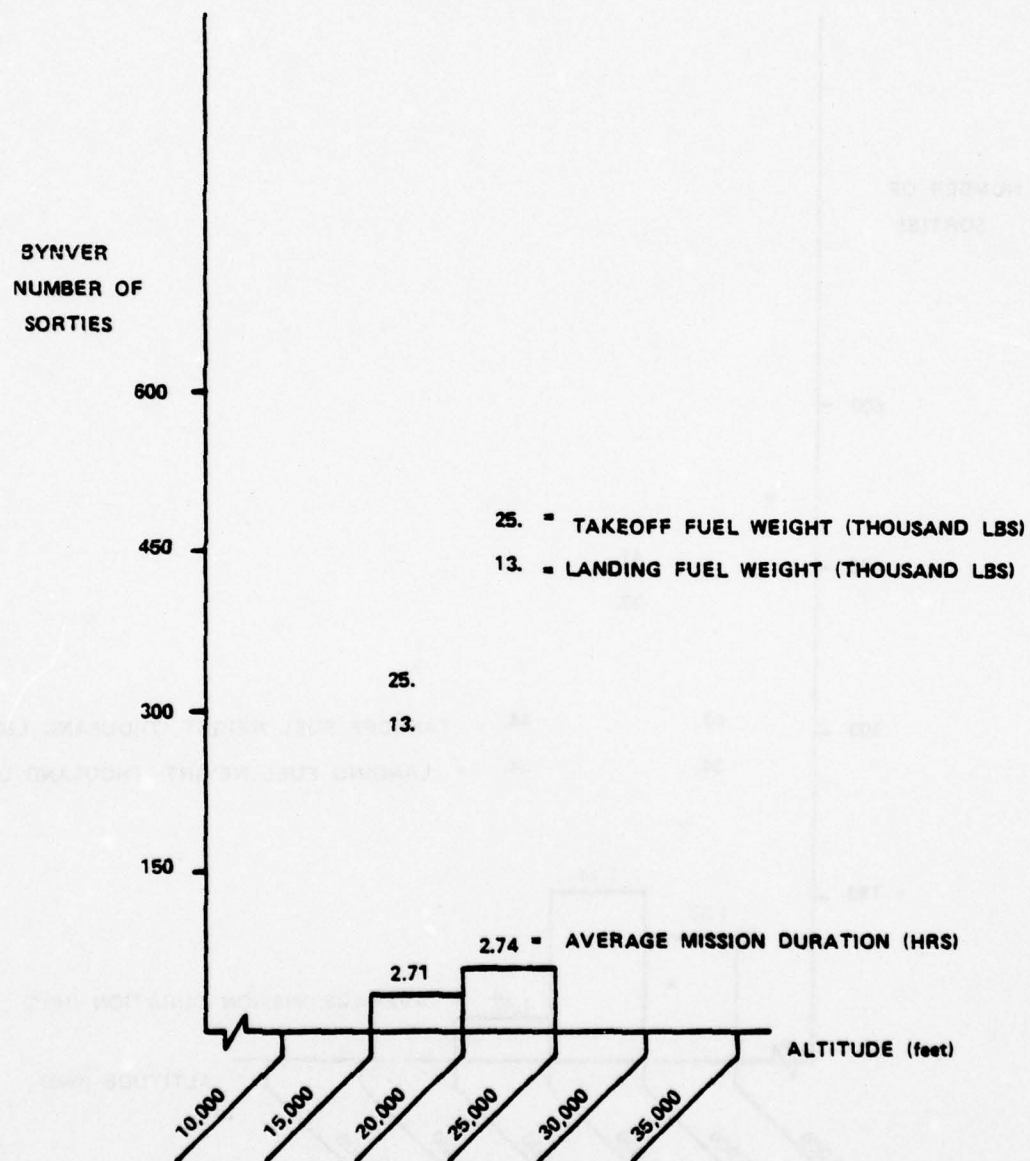 BYNVER
NUMBER OF
SORTIES
600
25. = TAKEOFF FUEL WEIGHT (THOUSAND LBS)
450
13. = LANDING FUEL WEIGHT (THOUSAND LBS)
25.
300
13.
150
2.74 = AVERAGE MISSION DURATION (HRS)
2.71
ALTITUDE (feet)
10,000
15,000
20,000
25,000
30,000
35,000